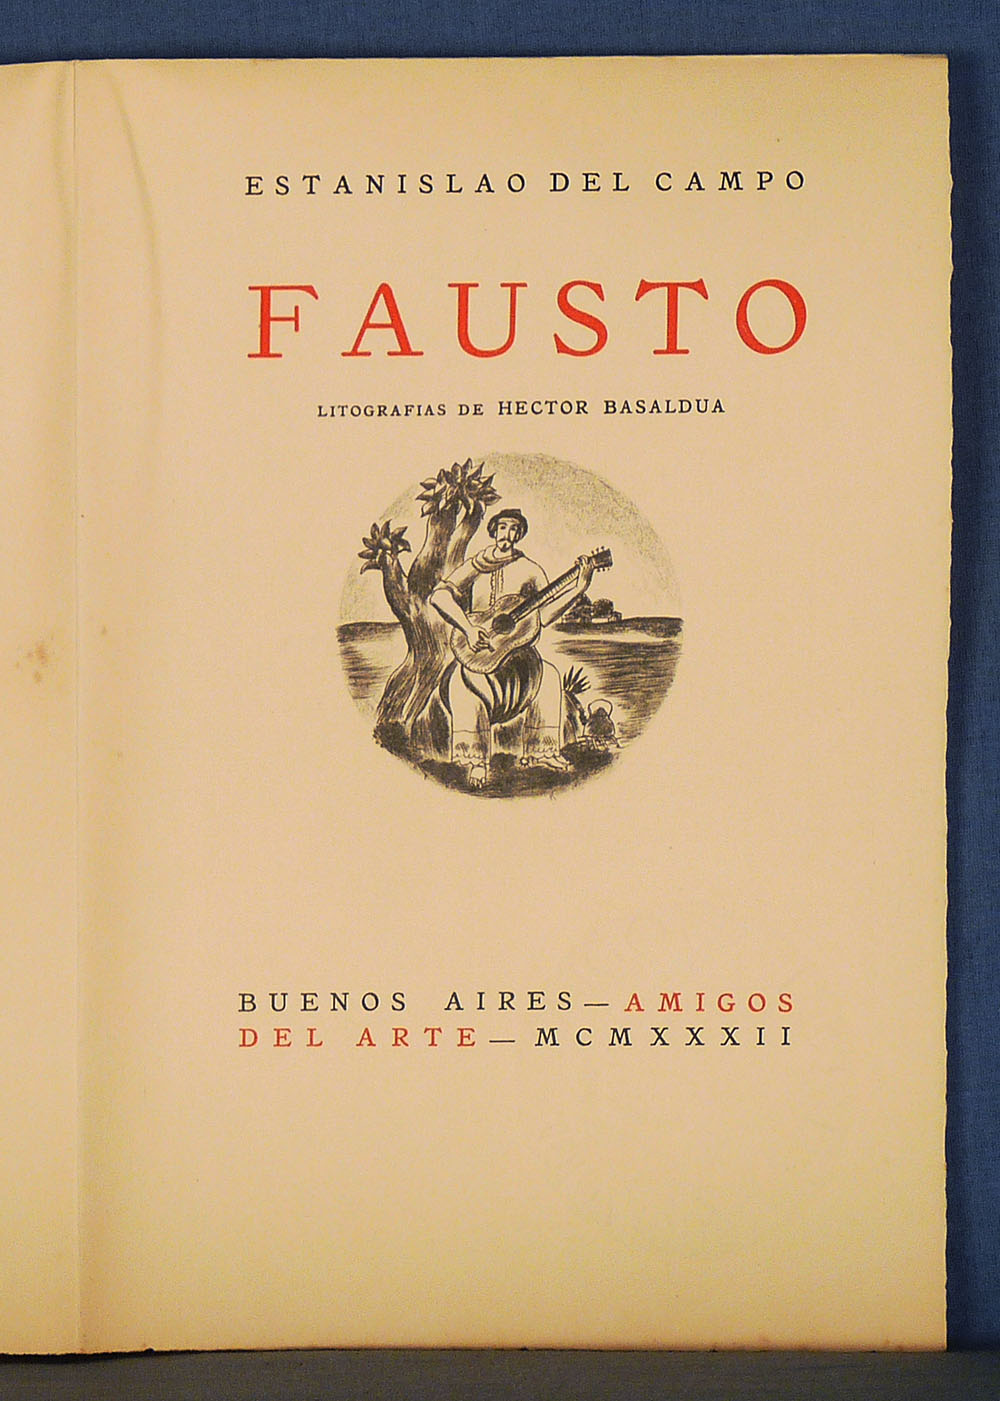 ESTANISLAO DEL CAMPO
FAUSTO
LITOGRAFIAS DE HECTOR BASALDUA
BUENOS AIRES — AMIGOS
DEL ARTE — MCMXXXII